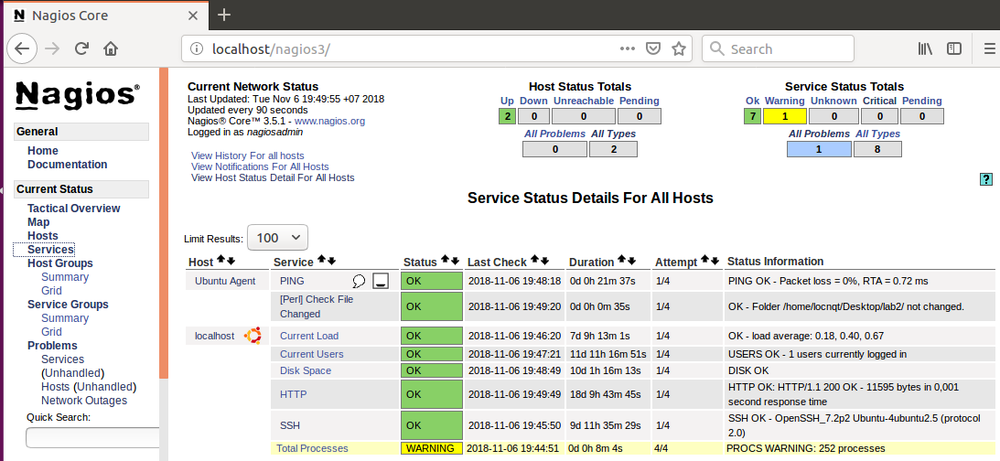 Nagios Core
localhost/nagios3/
Search
Nagios®
General
Home
Documentation
Current Status
Tactical Overview
Map
Hosts
Services
Host Groups
Summary
Grid
Service Groups
Summary
Grid
Problems
Services
(Unhandled)
Hosts (Unhandled)
Network Outages
Quick Search:
Current Network Status
Last Updated: Tue Nov 6 19:49:55 +07 2018
Updated every 90 seconds
Nagios® Core™ 3.5.1 - www.nagios.org
Logged in as nagiosadmin
View History For all hosts
View Notifications For All Hosts
View Host Status Detail For All Hosts
Host Status Totals
Up Down Unreachable Pending
2 0 0 0
All Problems All Types
0 2
Service Status Totals
Ok Warning Unknown Critical Pending
7 1 0 0 0
All Problems All Types
1 8
?
Service Status Details For All Hosts
Limit Results: 100
Host Service Status Last Check Duration Attempt Status Information
Ubuntu Agent PING OK 2018-11-06 19:48:18 0d 0h 21m 37s 1/4 PING OK - Packet loss = 0%, RTA = 0.72 ms
[Perl] Check File
Changed OK 2018-11-06 19:49:20 0d 0h 0m 35s 1/4 OK - Folder /home/locnqt/Desktop/lab2/ not changed.
localhost Current Load OK 2018-11-06 19:46:20 7d 9h 13m 1s 1/4 OK - load average: 0.18, 0.40, 0.67
Current Users OK 2018-11-06 19:47:21 11d 11h 16m 51s 1/4 USERS OK - 1 users currently logged in
Disk Space OK 2018-11-06 19:48:49 10d 1h 16m 13s 1/4 DISK OK
HTTP OK 2018-11-06 19:49:49 18d 9h 43m 45s 1/4 HTTP OK: HTTP/1.1 200 OK - 11595 bytes in 0,001
second response time
SSH OK 2018-11-06 19:45:50 9d 11h 35m 29s 1/4 SSH OK - OpenSSH_7.2p2 Ubuntu-4ubuntu2.5 (protocol
2.0)
Total Processes WARNING 2018-11-06 19:44:51 0d 0h 8m 4s 4/4 PROCS WARNING: 252 processes